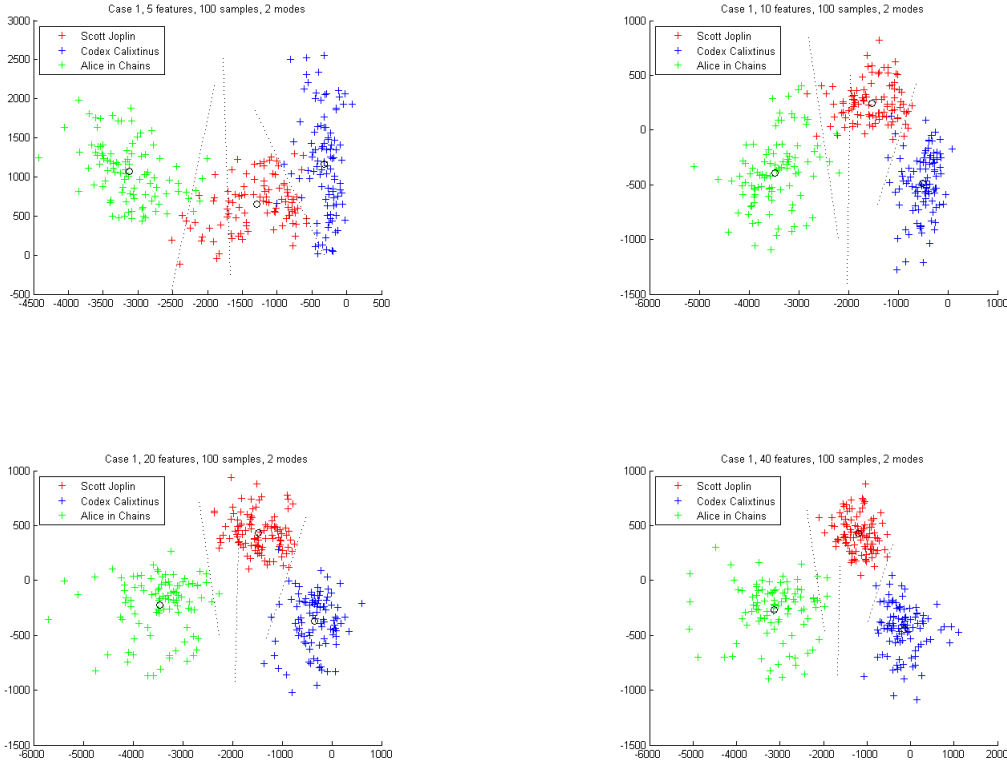 Case 1, 5 features, 100 samples, 2 modes
3000
2500
2000
1500
1000
500
0
-500
Scott Joplin
Codex Calixtinus
Alice in Chains
-4500 -4000 -3500 -3000 -2500 -2000 -1500 -1000 -500 0 500
Case 1, 10 features, 100 samples, 2 modes
1000
500
0
-500
-1000
-1500
Scott Joplin
Codex Calixtinus
Alice in Chains
-6000 -5000 -4000 -3000 -2000 -1000 0 1000
Case 1, 20 features, 100 samples, 2 modes
1000
500
0
-500
-1000
-1500
Scott Joplin
Codex Calixtinus
Alice in Chains
-6000 -5000 -4000 -3000 -2000 -1000 0 1000
Case 1, 40 features, 100 samples, 2 modes
1000
500
0
-500
-1000
-1500
Scott Joplin
Codex Calixtinus
Alice in Chains
-6000 -5000 -4000 -3000 -2000 -1000 0 1000 2000